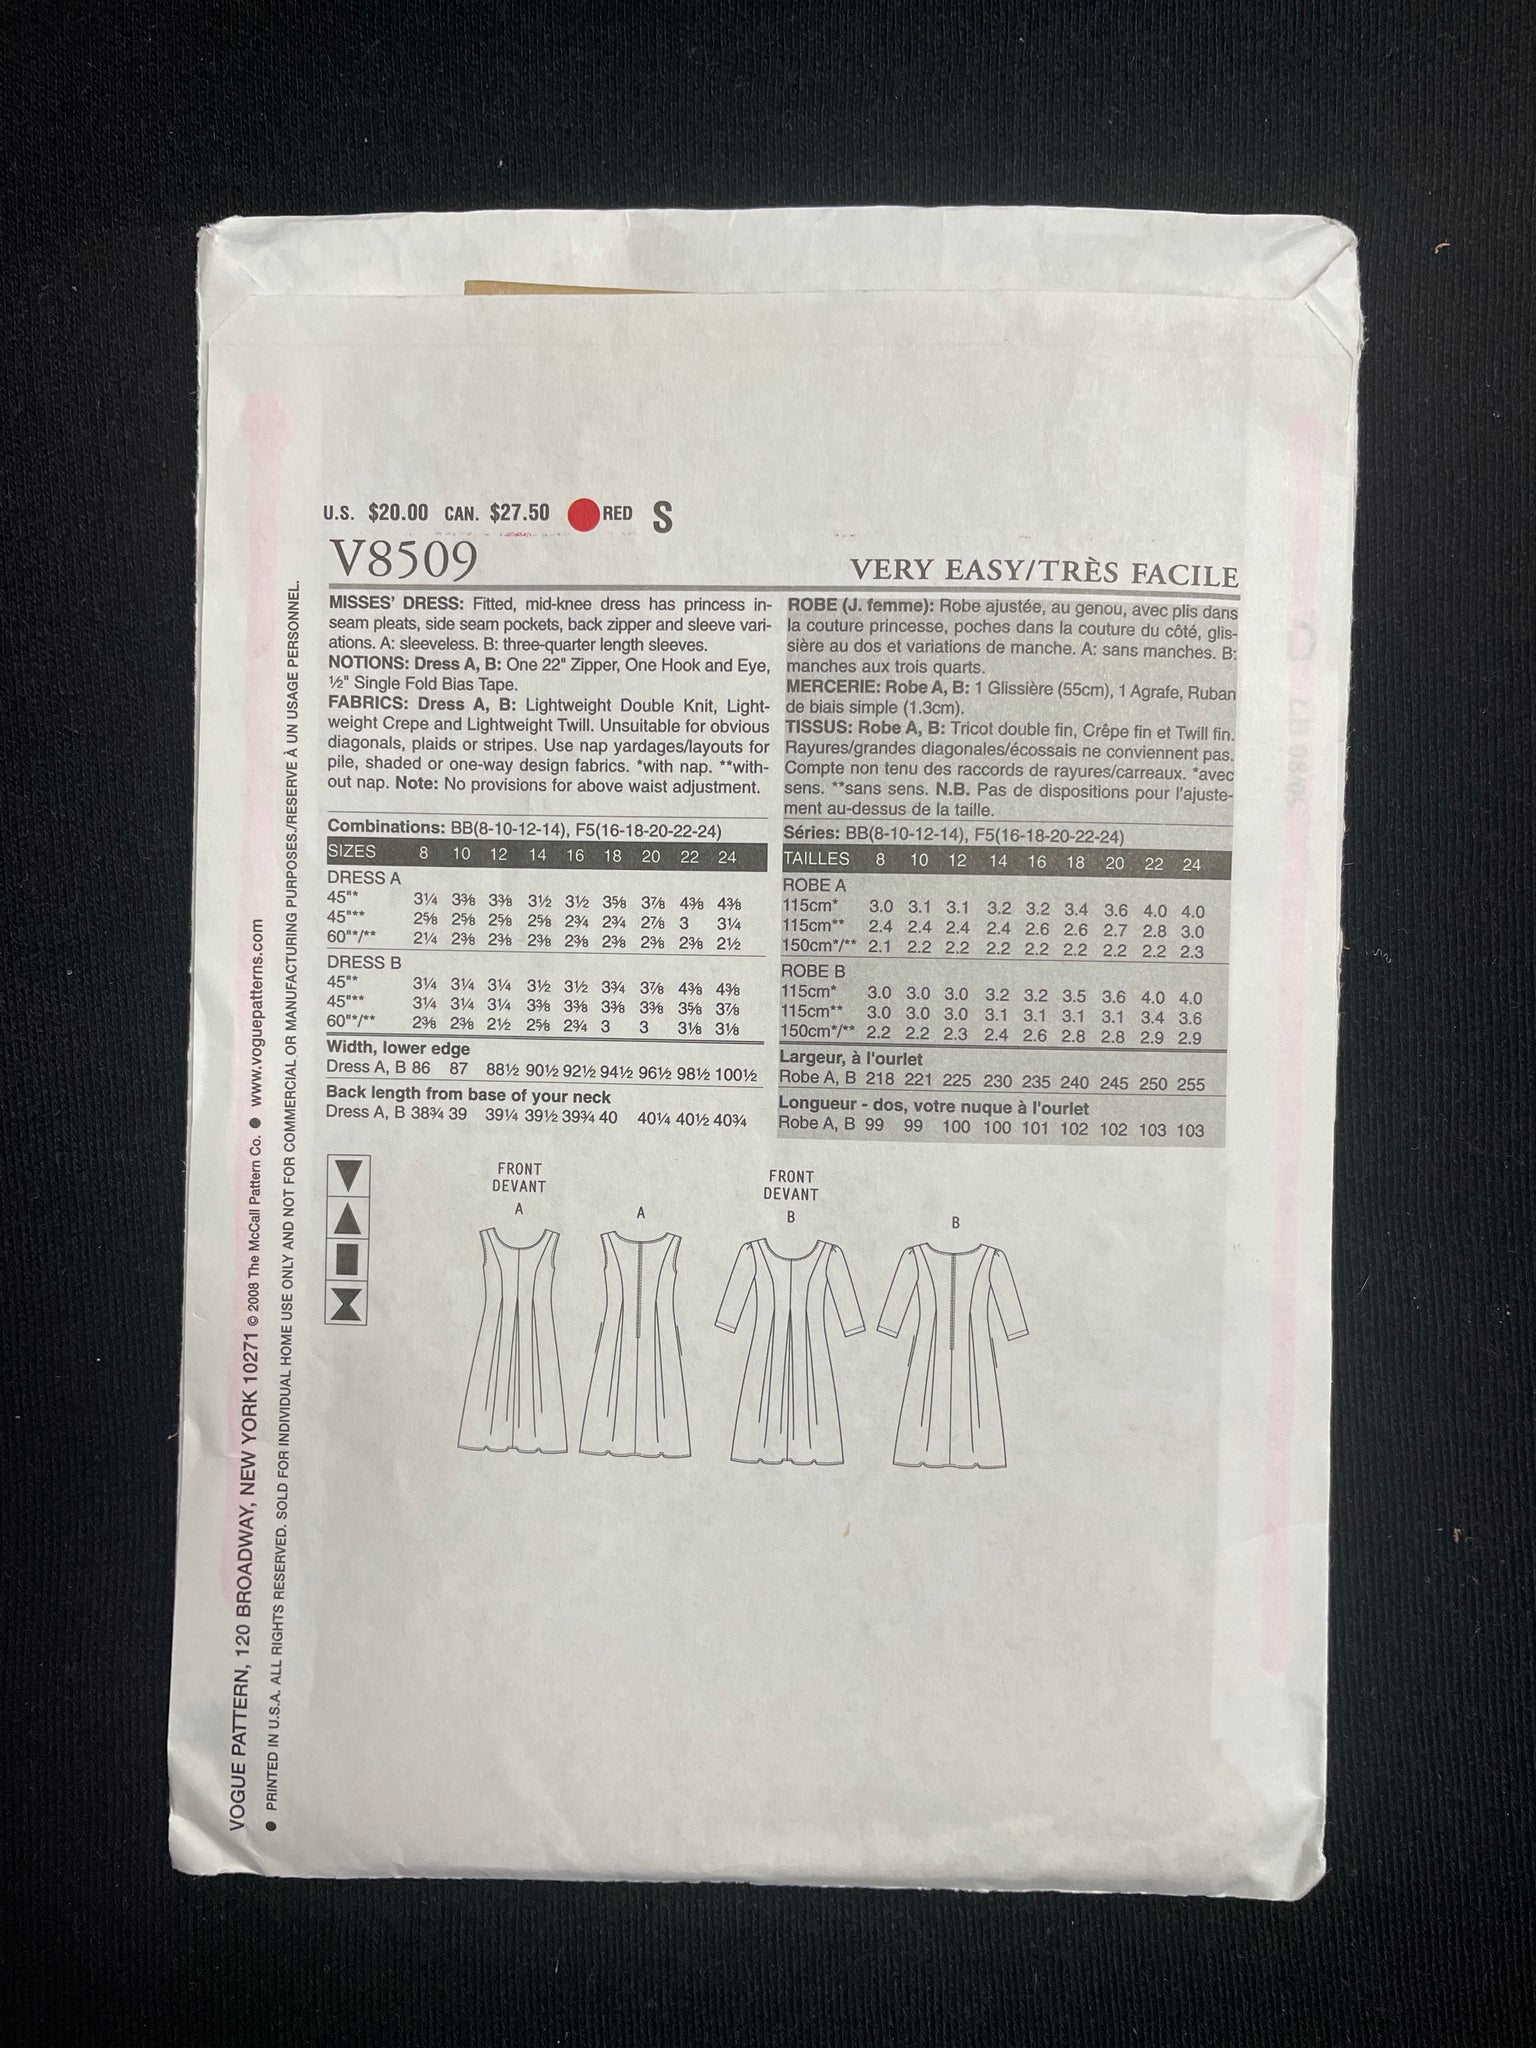 U.S. $20.00 CAN. $27.50 RED S
V8509
VERY EASY/TRÈS FACILE
MISSES' DRESS: Fitted, mid-knee dress has princess in-
seam pleats, side seam pockets, back zipper and sleeve vari-
ations. A: sleeveless. B: three-quarter length sleeves.
NOTIONS: Dress A, B: One 22" Zipper, One Hook and Eye,
½" Single Fold Bias Tape.
FABRICS: Dress A, B: Lightweight Double Knit, Light-
weight Crepe and Lightweight Twill. Unsuitable for obvious
diagonals, plaids or stripes. Use nap yardages/layouts for
pile, shaded or one-way design fabrics. *with nap. **with-
out nap. Note: No provisions for above waist adjustment.
Combinations: BB(8-10-12-14), F5(16-18-20-22-24)
SIZES 8 10 12 14 16 18 20 22 24
DRESS A
45"* 3¼ 3⅜ 3⅜ 3½ 3½ 3⅝ 3⅞ 4⅜ 4⅜
45"** 2⅝ 2⅝ 2⅝ 2⅝ 2¾ 2¾ 2⅞ 3 3¼
60"*/** 2¼ 2⅜ 2⅜ 2⅜ 2⅜ 2⅜ 2⅜ 2⅜ 2½
DRESS B
45"* 3¼ 3¼ 3¼ 3½ 3½ 3¾ 3⅞ 4⅜ 4⅜
45"** 3¼ 3¼ 3¼ 3⅜ 3⅜ 3⅜ 3⅜ 3⅝ 3⅞
60"*/** 2⅜ 2⅜ 2½ 2⅝ 2¾ 3 3 3⅛ 3⅛
Width, lower edge
Dress A, B 86 87 88½ 90½ 92½ 94½ 96½ 98½ 100½
Back length from base of your neck
Dress A, B 38¾ 39 39¼ 39½ 39¾ 40 40¼ 40½ 40¾
ROBE (J. femme): Robe ajustée, au genou, avec plis dans
la couture princesse, poches dans la couture du côté, glis-
sière au dos et variations de manche. A: sans manches. B:
manches aux trois quarts.
MERCERIE: Robe A, B: 1 Glissière (55cm), 1 Agrafe, Ruban
de biais simple (1.3cm).
TISSUS: Robe A, B: Tricot double fin, Crêpe fin et Twill fin.
Rayures/grandes diagonales/écossais ne conviennent pas.
Compte non tenu des raccords de rayures/carreaux. *avec
sens. **sans sens. N.B. Pas de dispositions pour l'ajuste-
ment au-dessus de la taille.
Séries: BB(8-10-12-14), F5(16-18-20-22-24)
TAILLES 8 10 12 14 16 18 20 22 24
ROBE A
115cm* 3.0 3.1 3.1 3.2 3.2 3.4 3.6 4.0 4.0
115cm** 2.4 2.4 2.4 2.4 2.6 2.6 2.7 2.8 3.0
150cm*/** 2.1 2.2 2.2 2.2 2.2 2.2 2.2 2.2 2.3
ROBE B
115cm* 3.0 3.0 3.0 3.2 3.2 3.5 3.6 4.0 4.0
115cm** 3.0 3.0 3.0 3.1 3.1 3.1 3.1 3.4 3.6
150cm*/** 2.2 2.2 2.3 2.4 2.6 2.8 2.8 2.9 2.9
Largeur, à l'ourlet
Robe A, B 218 221 225 230 235 240 245 250 255
Longueur - dos, votre nuque à l'ourlet
Robe A, B 99 99 100 100 101 102 102 103 103
FRONT
DEVANT
A
A
FRONT
DEVANT
B
B
VOGUE PATTERN, 120 BROADWAY, NEW YORK 10271 © 2008 The McCall Pattern Co. ● www.voguepatterns.com
● PRINTED IN U.S.A. ALL RIGHTS RESERVED. SOLD FOR INDIVIDUAL HOME USE ONLY AND NOT FOR COMMERCIAL OR MANUFACTURING PURPOSES./RESERVE À UN USAGE PERSONNEL.